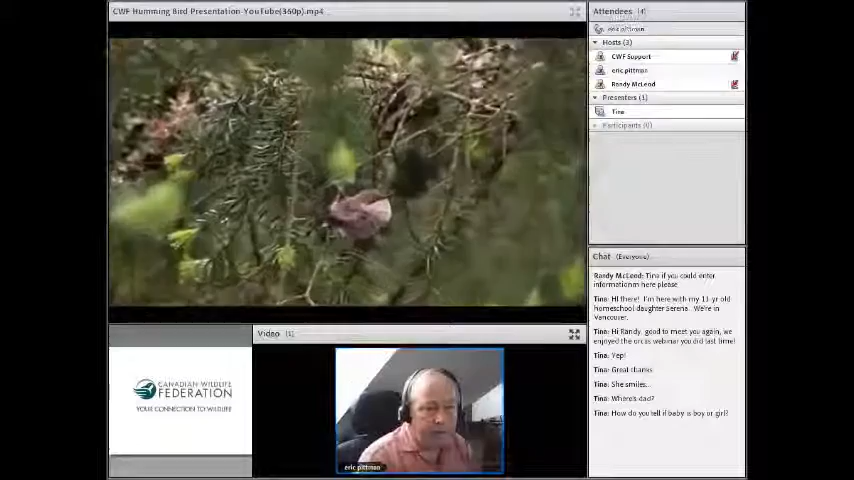 CWF Humming Bird Presentation-YouTube(360p).mp4
Attendees (4)
eric pittman
Hosts (3)
CWF Support
eric pittman
Randy McLeod
Presenters (1)
Tina
Participants (0)
Chat (Everyone)
Randy McLeod: Tina if you could enter
informationm here please
Tina: HI there! I'm here with my 11-yr old
homeschool-daughter Serena. We're in
Vancouver.
Tina: Hi Randy, good to meet you again, we
enjoyed the orcas webinar you did last time!
Tina: Yep!
Tina: Great thanks
Tina: She smiles..
Tina: Where's dad?
Tina: How do you tell if baby is boy or girl?
Video (1)
CANADIAN WILDLIFE
FEDERATION
YOUR CONNECTION TO WILDLIFE
eric pittman